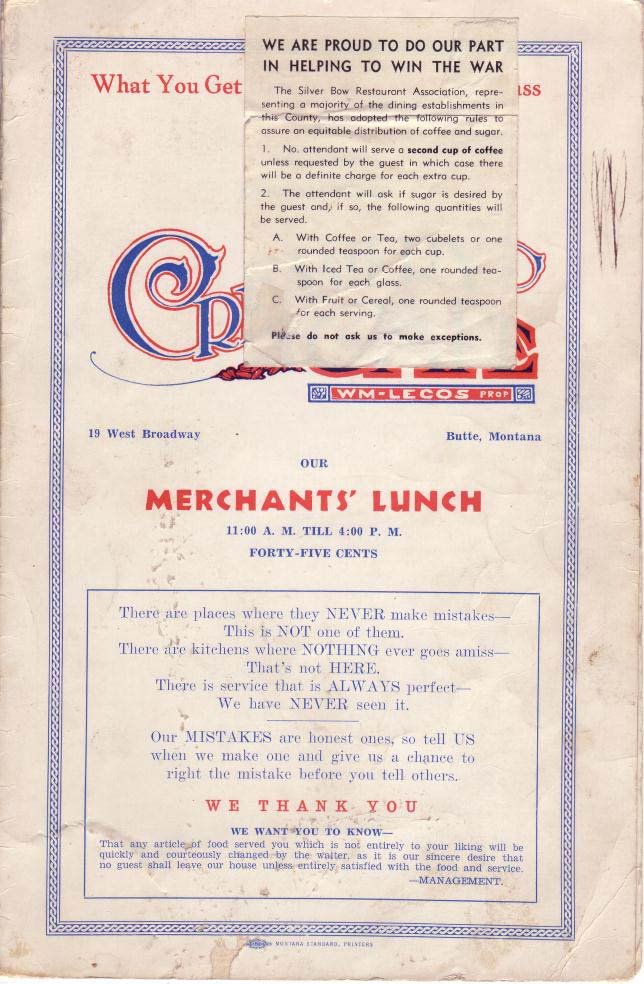 WE ARE PROUD TO DO OUR PART
IN HELPING TO WIN THE WAR
The Silver Bow Restaurant Association, repre-
senting a majority of the dining establishments in
this County, has adopted the following rules to
assure an equitable distribution of coffee and sugar.
1. No. attendant will serve a second cup of coffee
unless requested by the guest in which case there
will be a definite charge for each extra cup.
2. The attendant will ask if sugar is desired by
the guest and, if so, the following quantities will
be served.
A. With Coffee or Tea, two cubelets or one
rounded teaspoon for each cup.
B. With Iced Tea or Coffee, one rounded tea-
spoon for each glass.
C. With Fruit or Cereal, one rounded teaspoon
for each serving.
Please do not ask us to make exceptions.
What You Get
WM-LECOS PROP
19 West Broadway Butte, Montana
OUR
MERCHANTS' LUNCH
11:00 A. M. TILL 4:00 P. M.
FORTY-FIVE CENTS
There are places where they NEVER make mistakes—
This is NOT one of them.
There are kitchens where NOTHING ever goes amiss—
That's not HERE.
There is service that is ALWAYS perfect—
We have NEVER seen it.
Our MISTAKES are honest ones, so tell US
when we make one and give us a chance to
right the mistake before you tell others.
WE THANK YOU
WE WANT YOU TO KNOW—
That any article of food served you which is not entirely to your liking will be
quickly and courteously changed by the waiter, as it is our sincere desire that
no guest shall leave our house unless entirely satisfied with the food and service.
—MANAGEMENT.
MONTANA STANDARD, PRINTERS